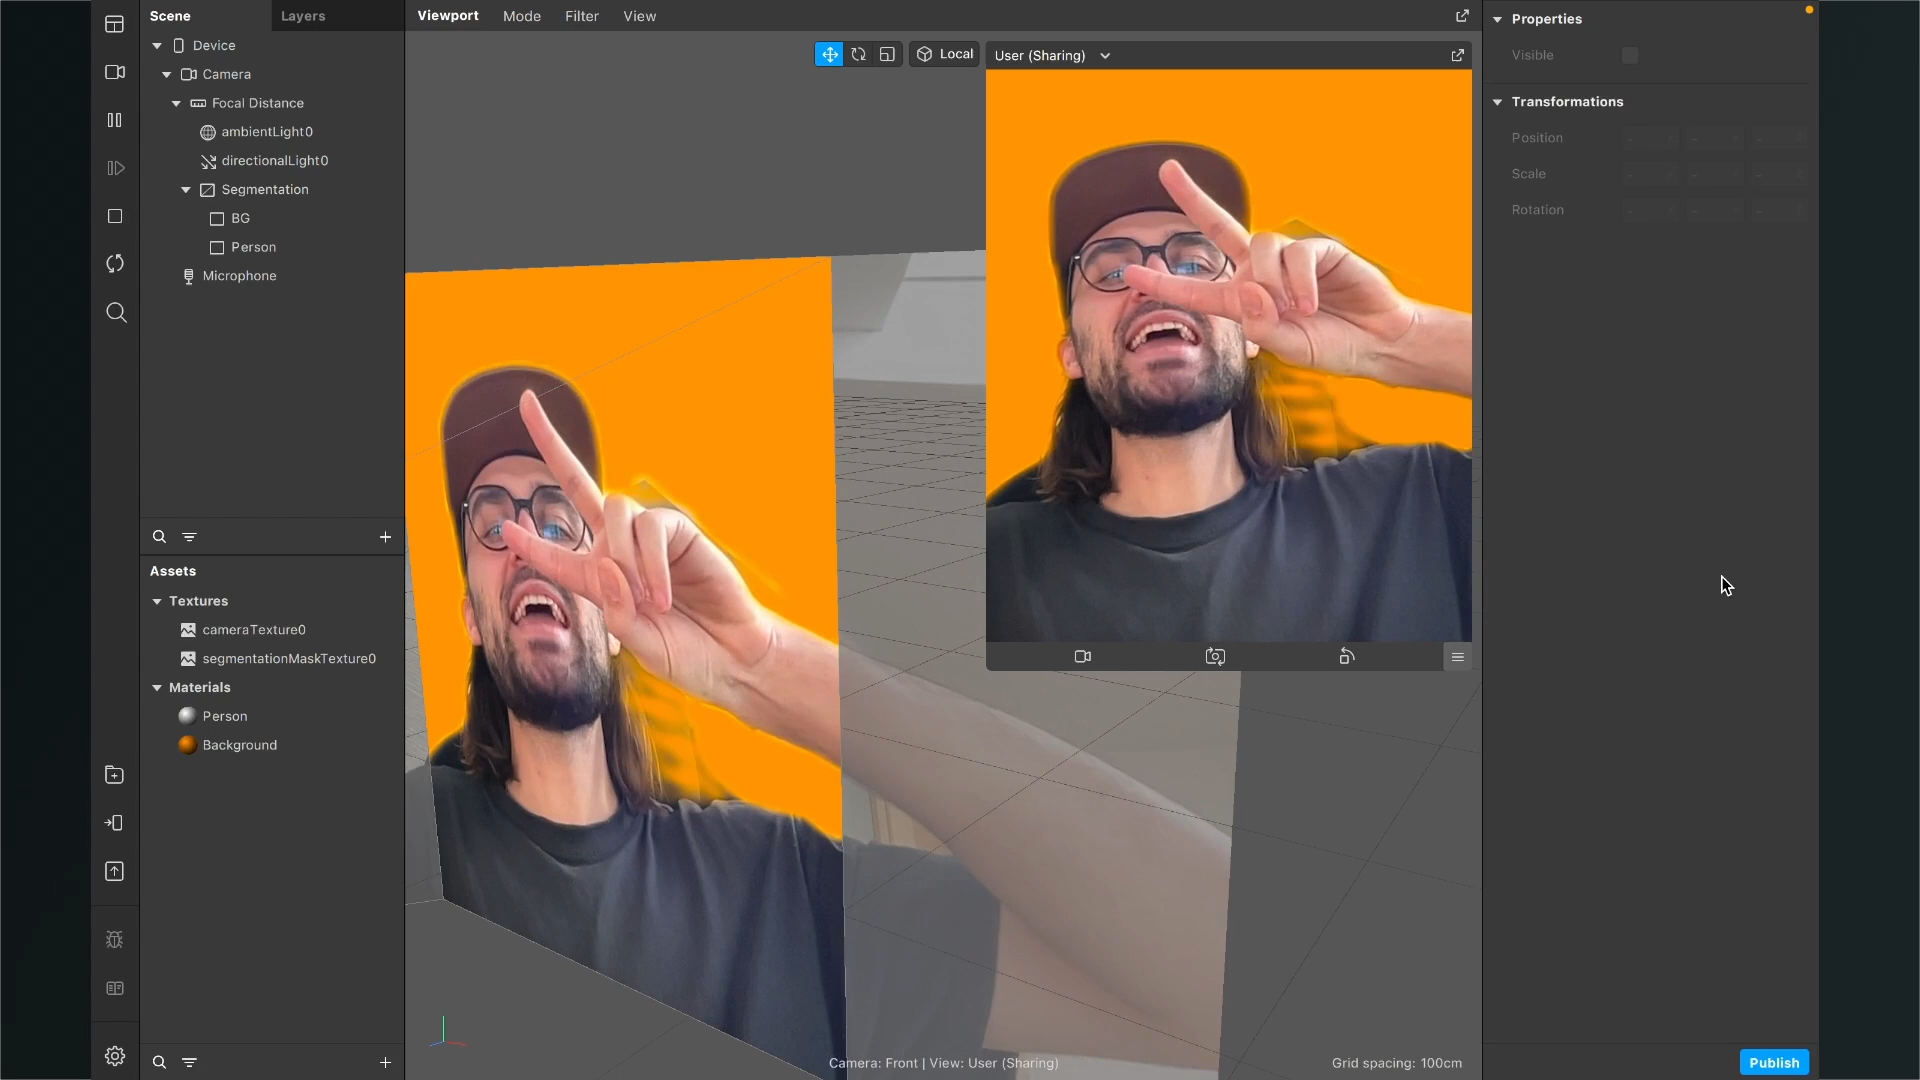 Scene
Layers
Device
Camera
Focal Distance
ambientLight0
directionalLight0
Segmentation
BG
Person
Microphone
Assets
Textures
cameraTexture0
segmentationMaskTexture0
Materials
Person
Background
Viewport Mode Filter View
Local
User (Sharing)
Camera: Front | View: User (Sharing)
Grid spacing: 100cm
Properties
Visible
Transformations
Position
Scale
Rotation
Publish